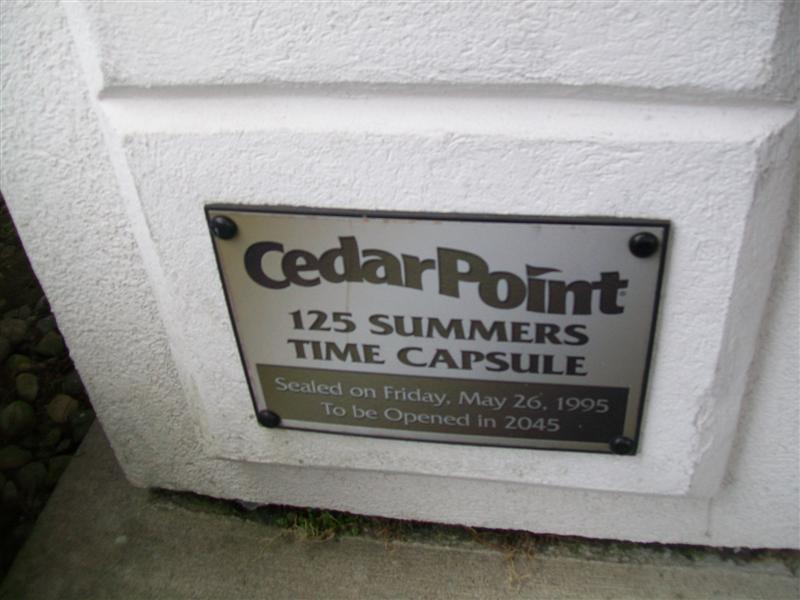 CedarPoint
125 SUMMERS
TIME CAPSULE
Sealed on Friday, May 26, 1995
To be Opened in 2045